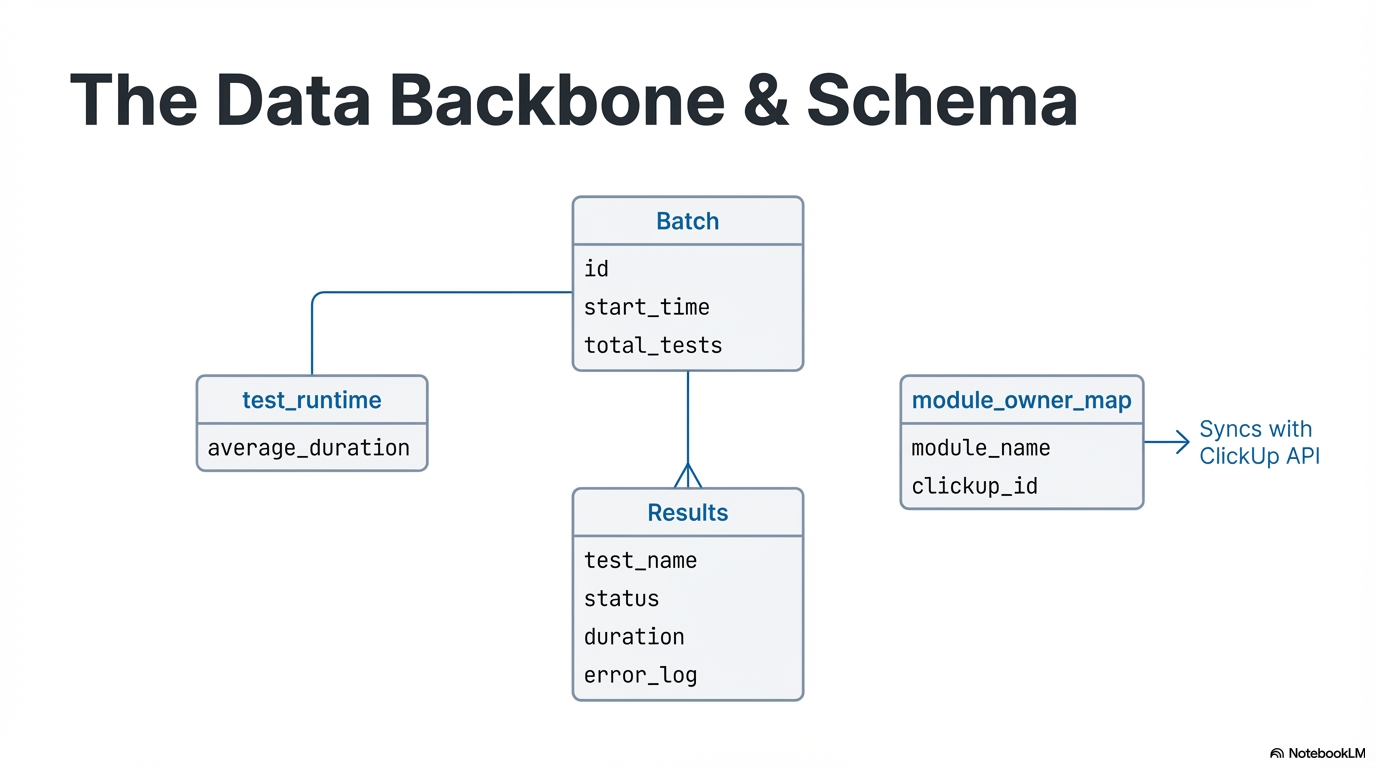 The Data Backbone & Schema
Batch
id
start_time
total_tests
test_runtime
average_duration
module_owner_map
module_name
clickup_id
Syncs with
ClickUp API
Results
test_name
status
duration
error_log
NotebookLM